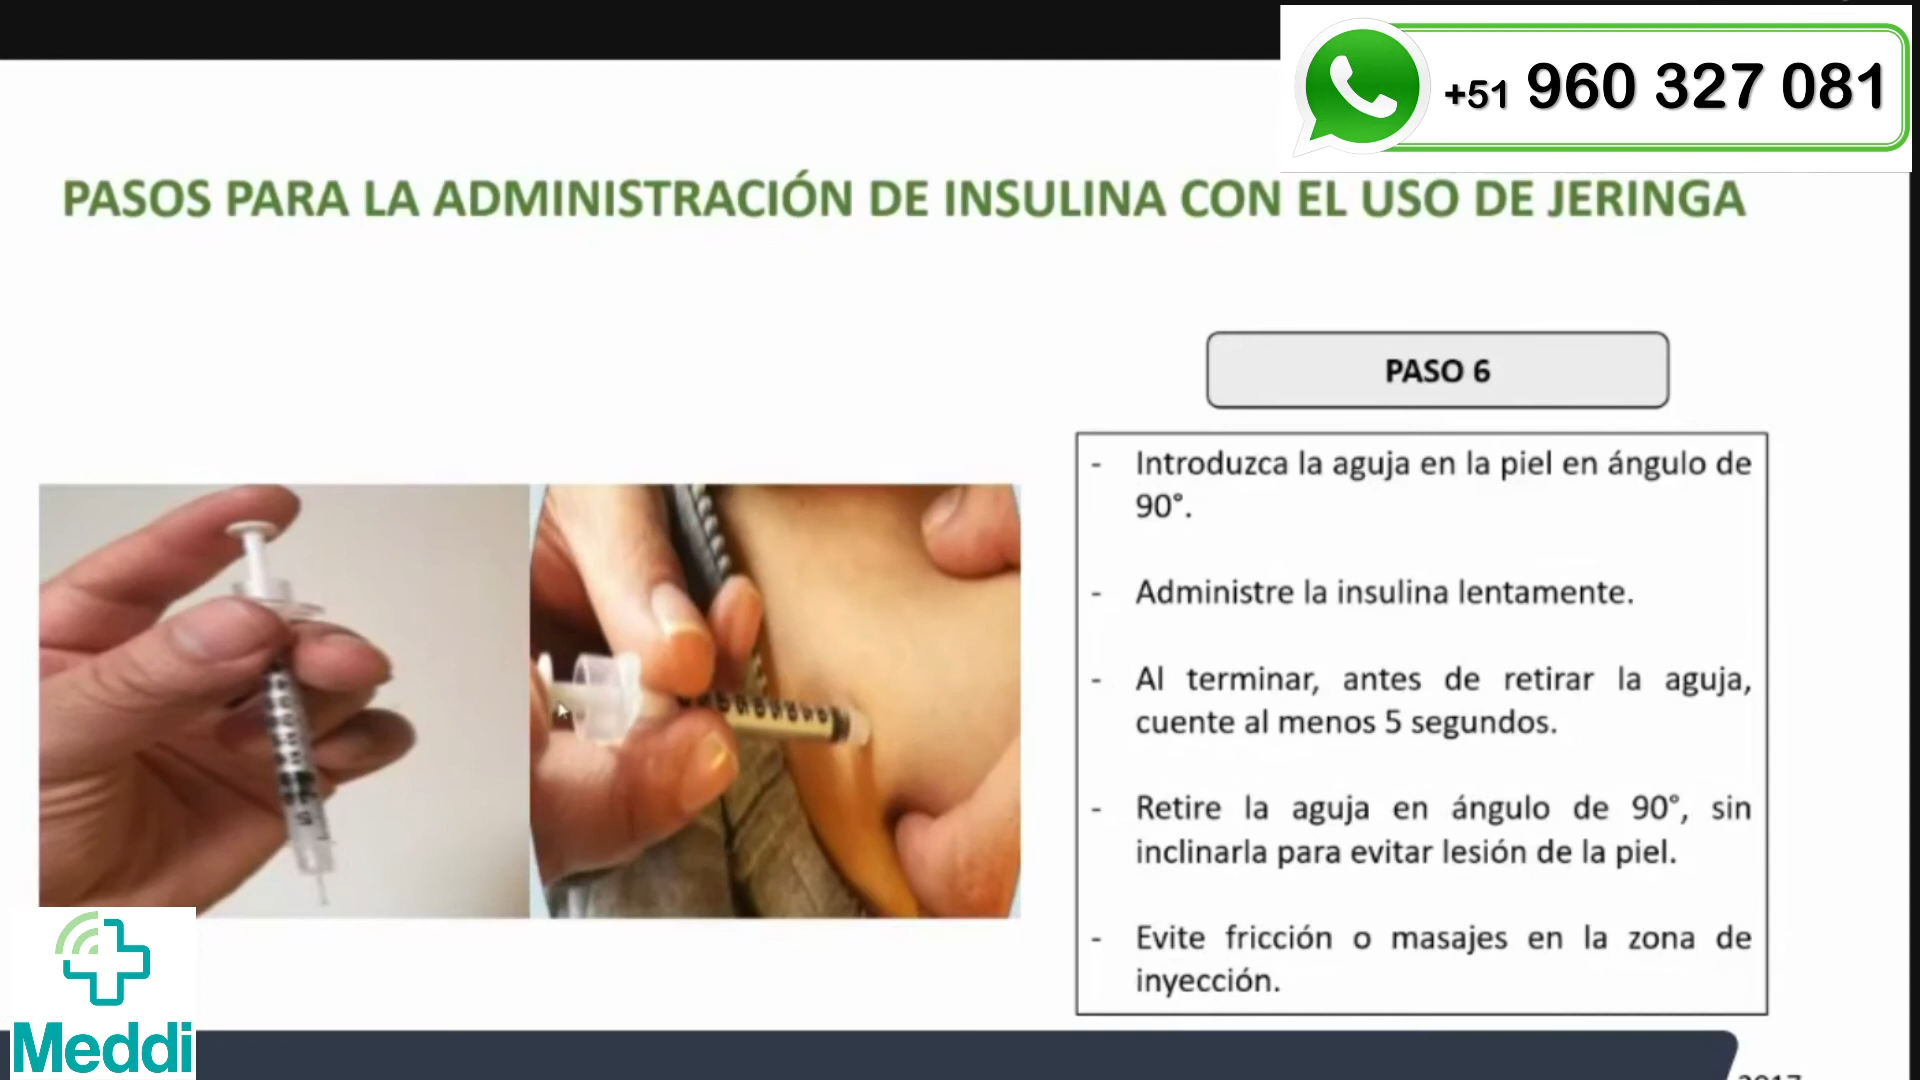 +51 960 327 081
PASOS PARA LA ADMINISTRACIÓN DE INSULINA CON EL USO DE JERINGA
PASO 6
- Introduzca la aguja en la piel en ángulo de
90°.
- Administre la insulina lentamente.
- Al terminar, antes de retirar la aguja,
cuente al menos 5 segundos.
- Retire la aguja en ángulo de 90°, sin
inclinarla para evitar lesión de la piel.
- Evite fricción o masajes en la zona de
inyección.
Meddi